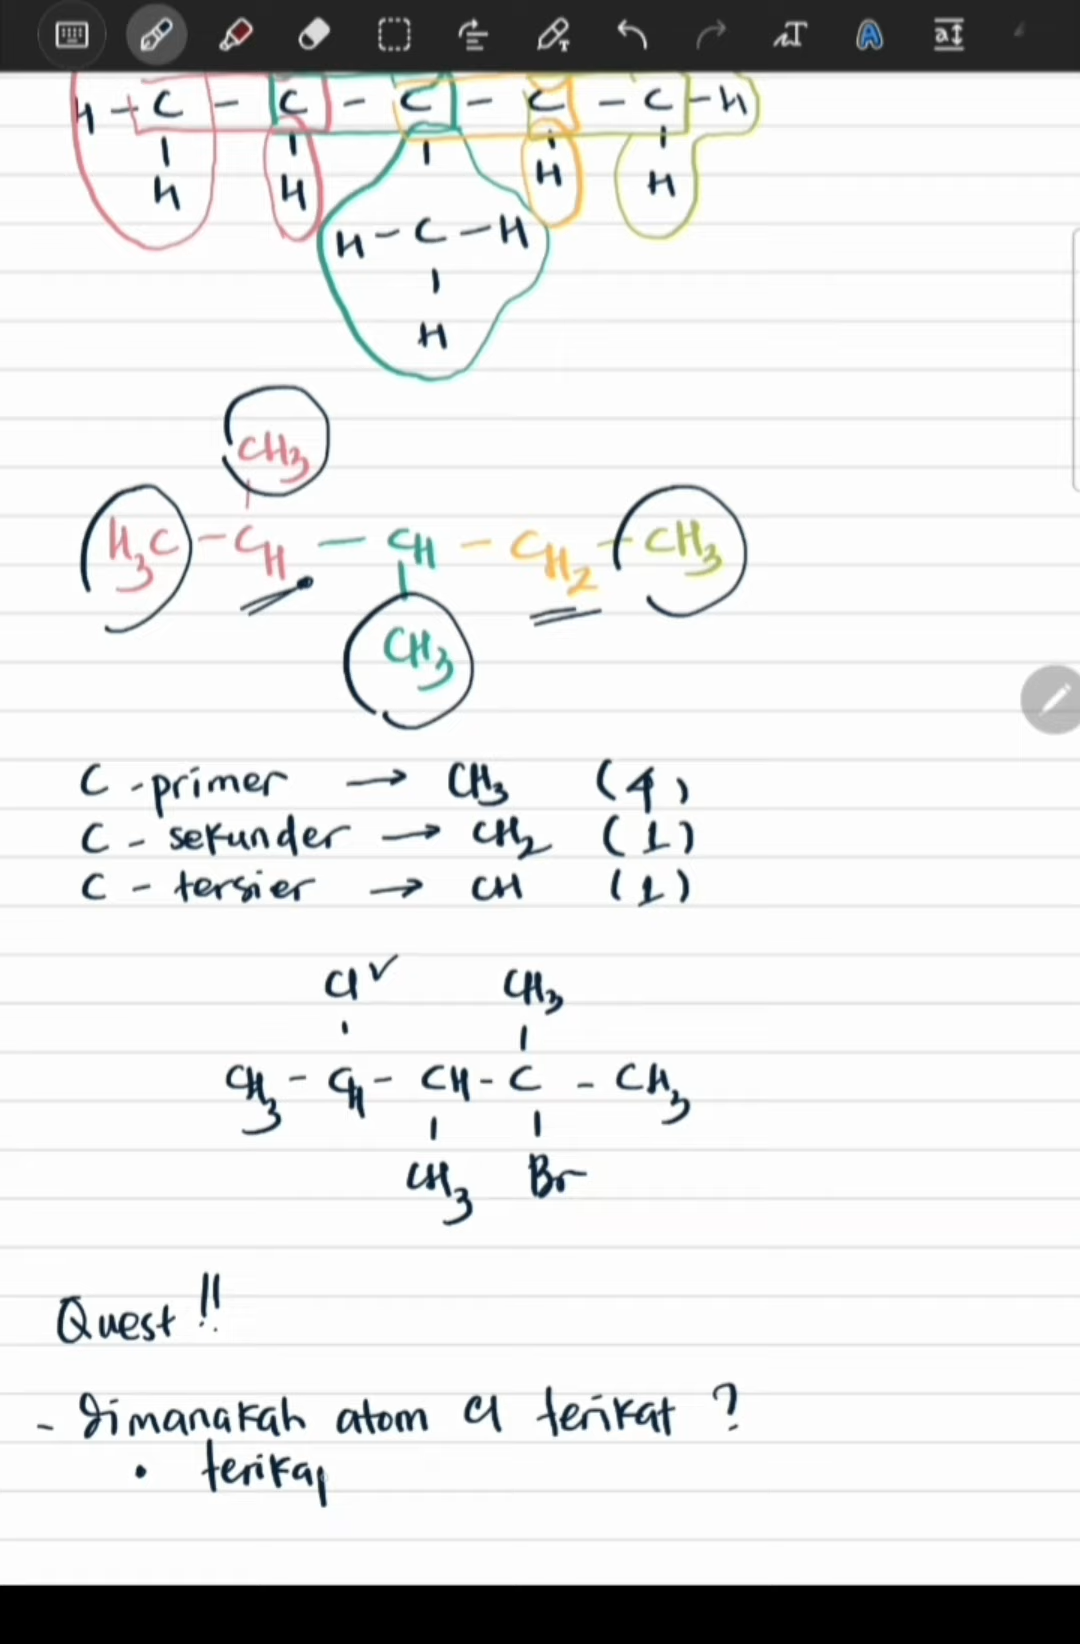 H - C - C - C - C - C - H
H H H H
H - C - H
H
CH3
H3C - CH - CH - CH2 - CH3
CH3
C - primer → CH3 (4)
C - sekunder → CH2 (1)
C - tersier → CH (1)
Cl ✓ CH3
CH3 - CH - CH - C - CH3
CH3 Br
Quest !!
- Dimanakah atom Cl terikat ?
• terika